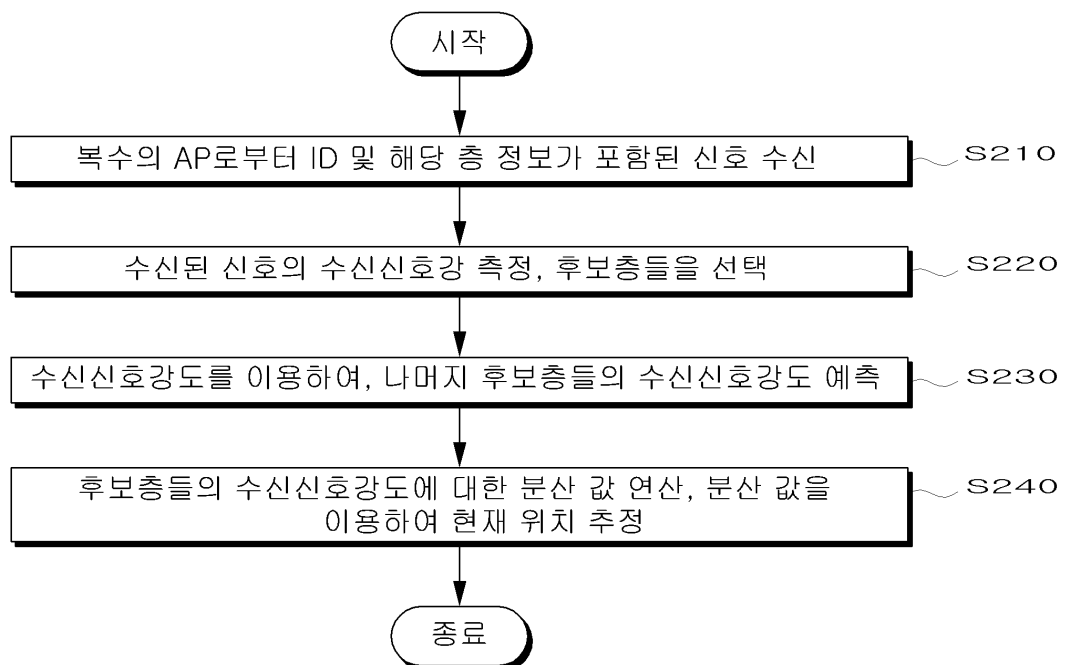 시작
복수의 AP로부터 ID 및 해당 층 정보가 포함된 신호 수신
S210
수신된 신호의 수신신호강 측정, 후보층들을 선택
S220
수신신호강도를 이용하여, 나머지 후보층들의 수신신호강도 예측
S230
후보층들의 수신신호강도에 대한 분산 값 연산, 분산 값을
이용하여 현재 위치 추정
S240
종료